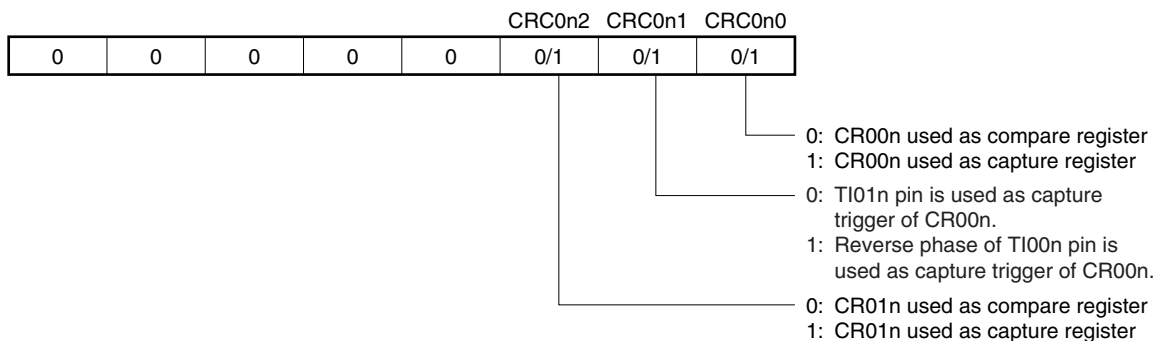 CRC0n2 CRC0n1 CRC0n0
0 0 0 0 0 0/1 0/1 0/1
0: CR00n used as compare register
1: CR00n used as capture register
0: TI01n pin is used as capture
trigger of CR00n.
1: Reverse phase of TI00n pin is
used as capture trigger of CR00n.
0: CR01n used as compare register
1: CR01n used as capture register